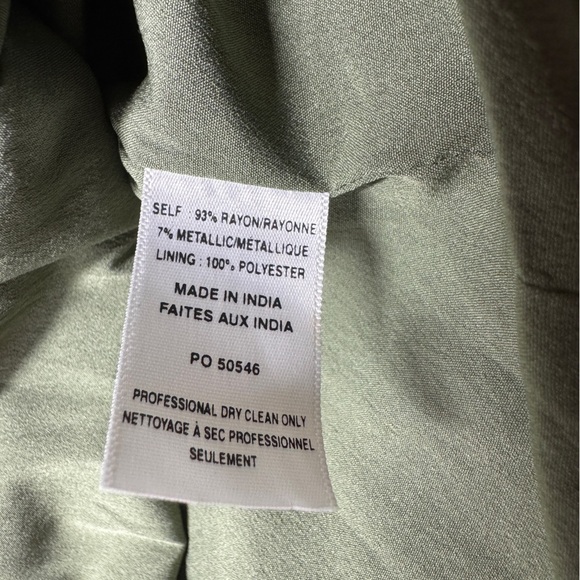 SELF : 93% RAYON/RAYONNE
7% METALLIC/MÉTALLIQUE
LINING : 100% POLYESTER
MADE IN INDIA
FAITES AUX INDIA
PO 50546
PROFESSIONAL DRY CLEAN ONLY
NETTOYAGE À SEC PROFESSIONNEL
SEULEMENT